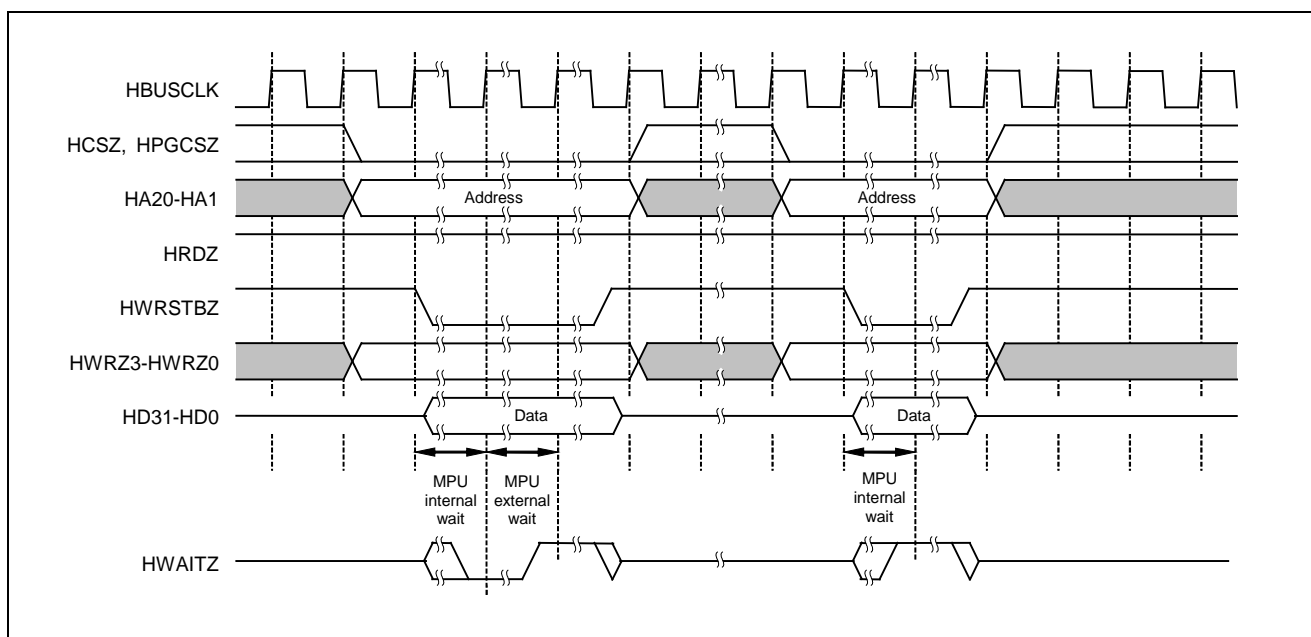 HBUSCLK
HCSZ, HPGCSZ
HA20-HA1
Address
Address
HRDZ
HWRSTBZ
HWRZ3-HWRZ0
HD31-HD0
Data
Data
MPU
internal
wait
MPU
external
wait
MPU
internal
wait
HWAITZ